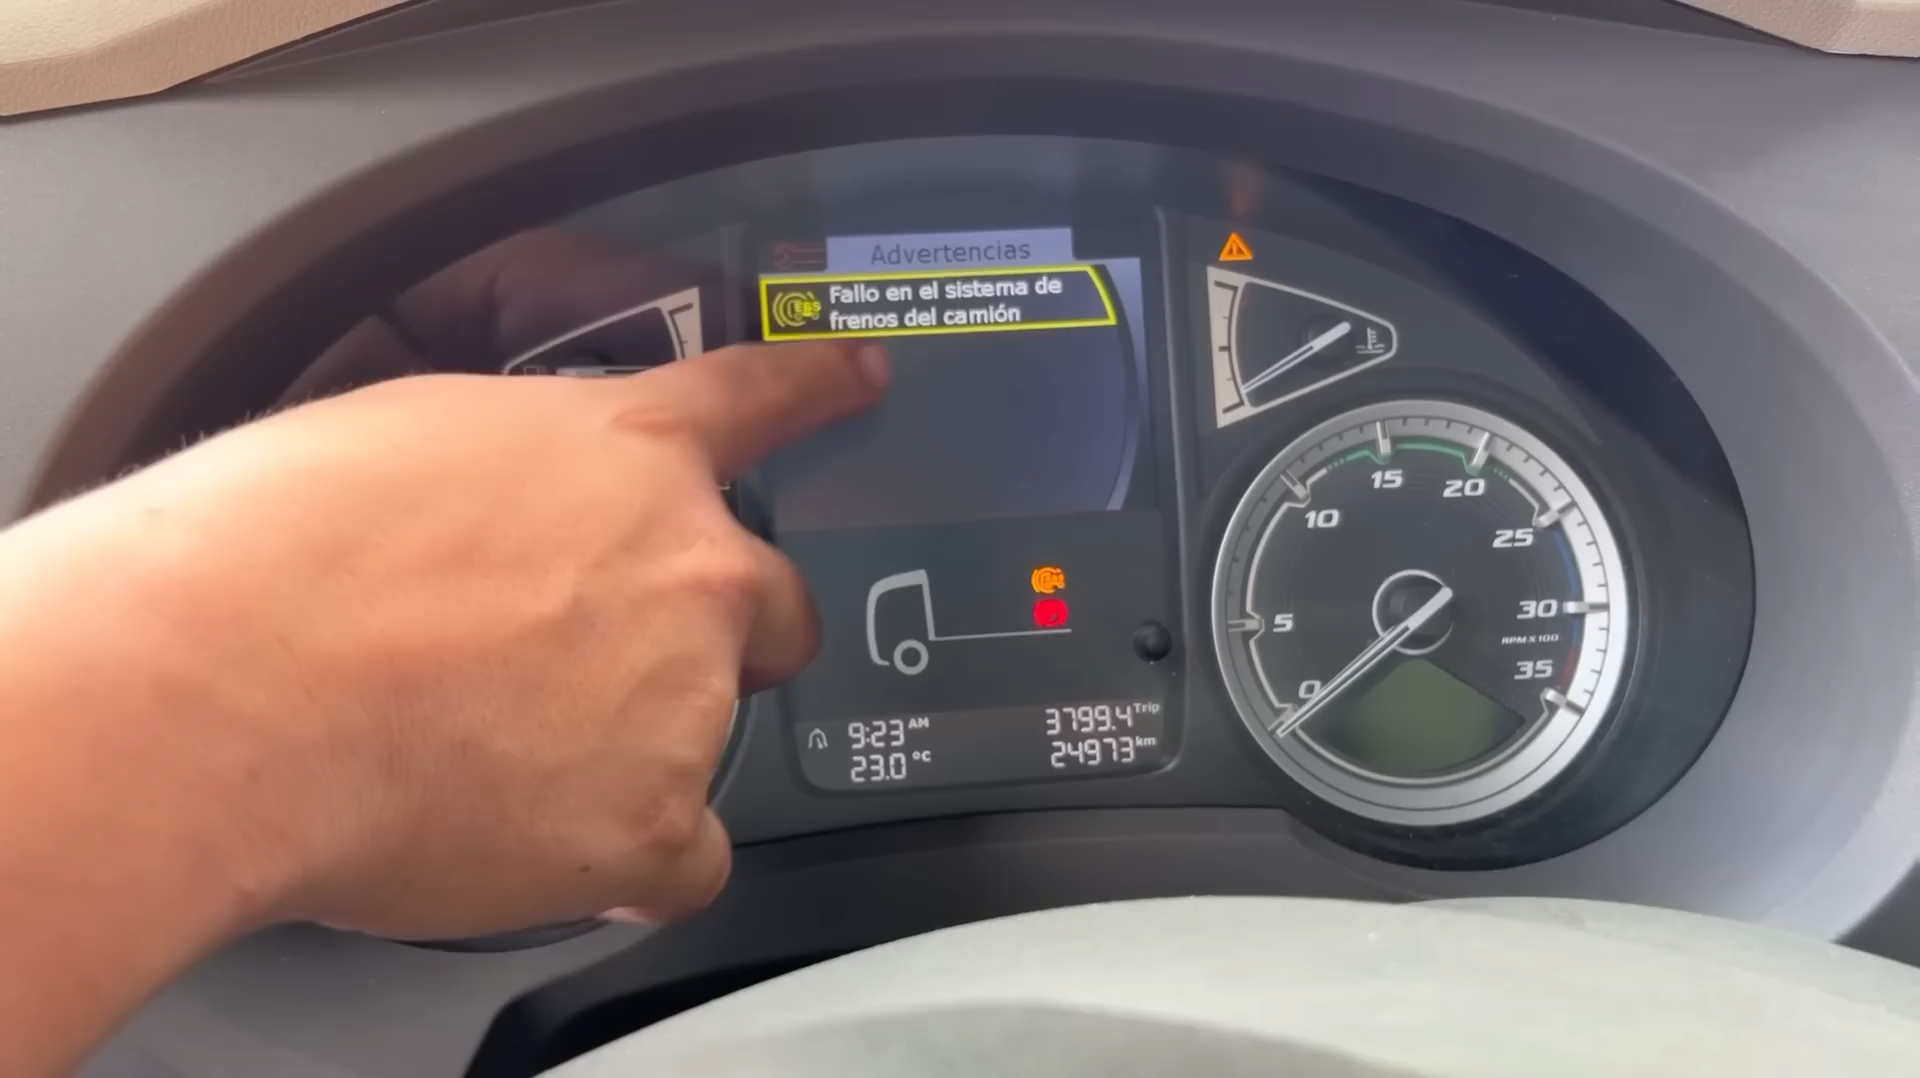 Advertencias
EBS
Fallo en el sistema de
frenos del camión
0
5
10
15
20
25
30
RPM X 100
35
9:23 AM
3799.4 Trip
23.0 °C
24973 km